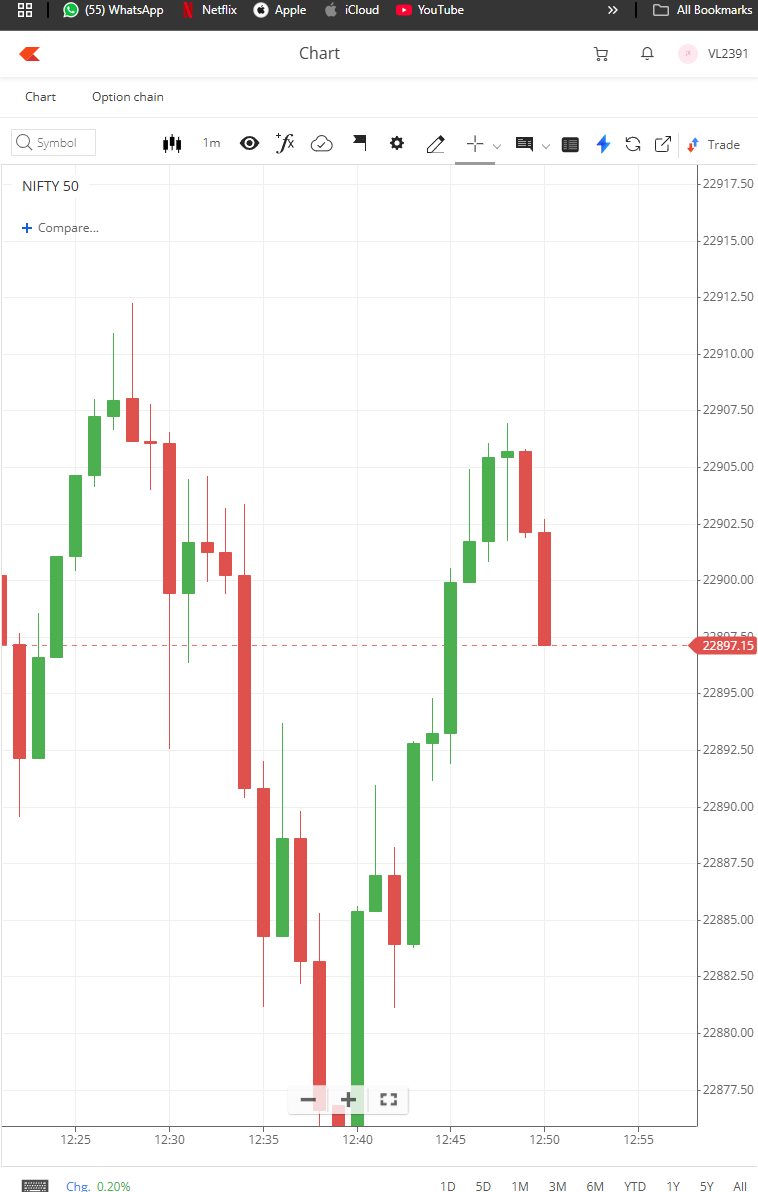 (55) WhatsApp Netflix Apple iCloud YouTube » All Bookmarks
Chart VL2391
Chart Option chain
Symbol 1m fx Trade
NIFTY 50
+ Compare...
22917.50
22915.00
22912.50
22910.00
22907.50
22905.00
22902.50
22900.00
22897.50
22897.15
22895.00
22892.50
22890.00
22887.50
22885.00
22882.50
22880.00
22877.50
12:25 12:30 12:35 12:40 12:45 12:50 12:55
Chg. 0.20% 1D 5D 1M 3M 6M YTD 1Y 5Y All